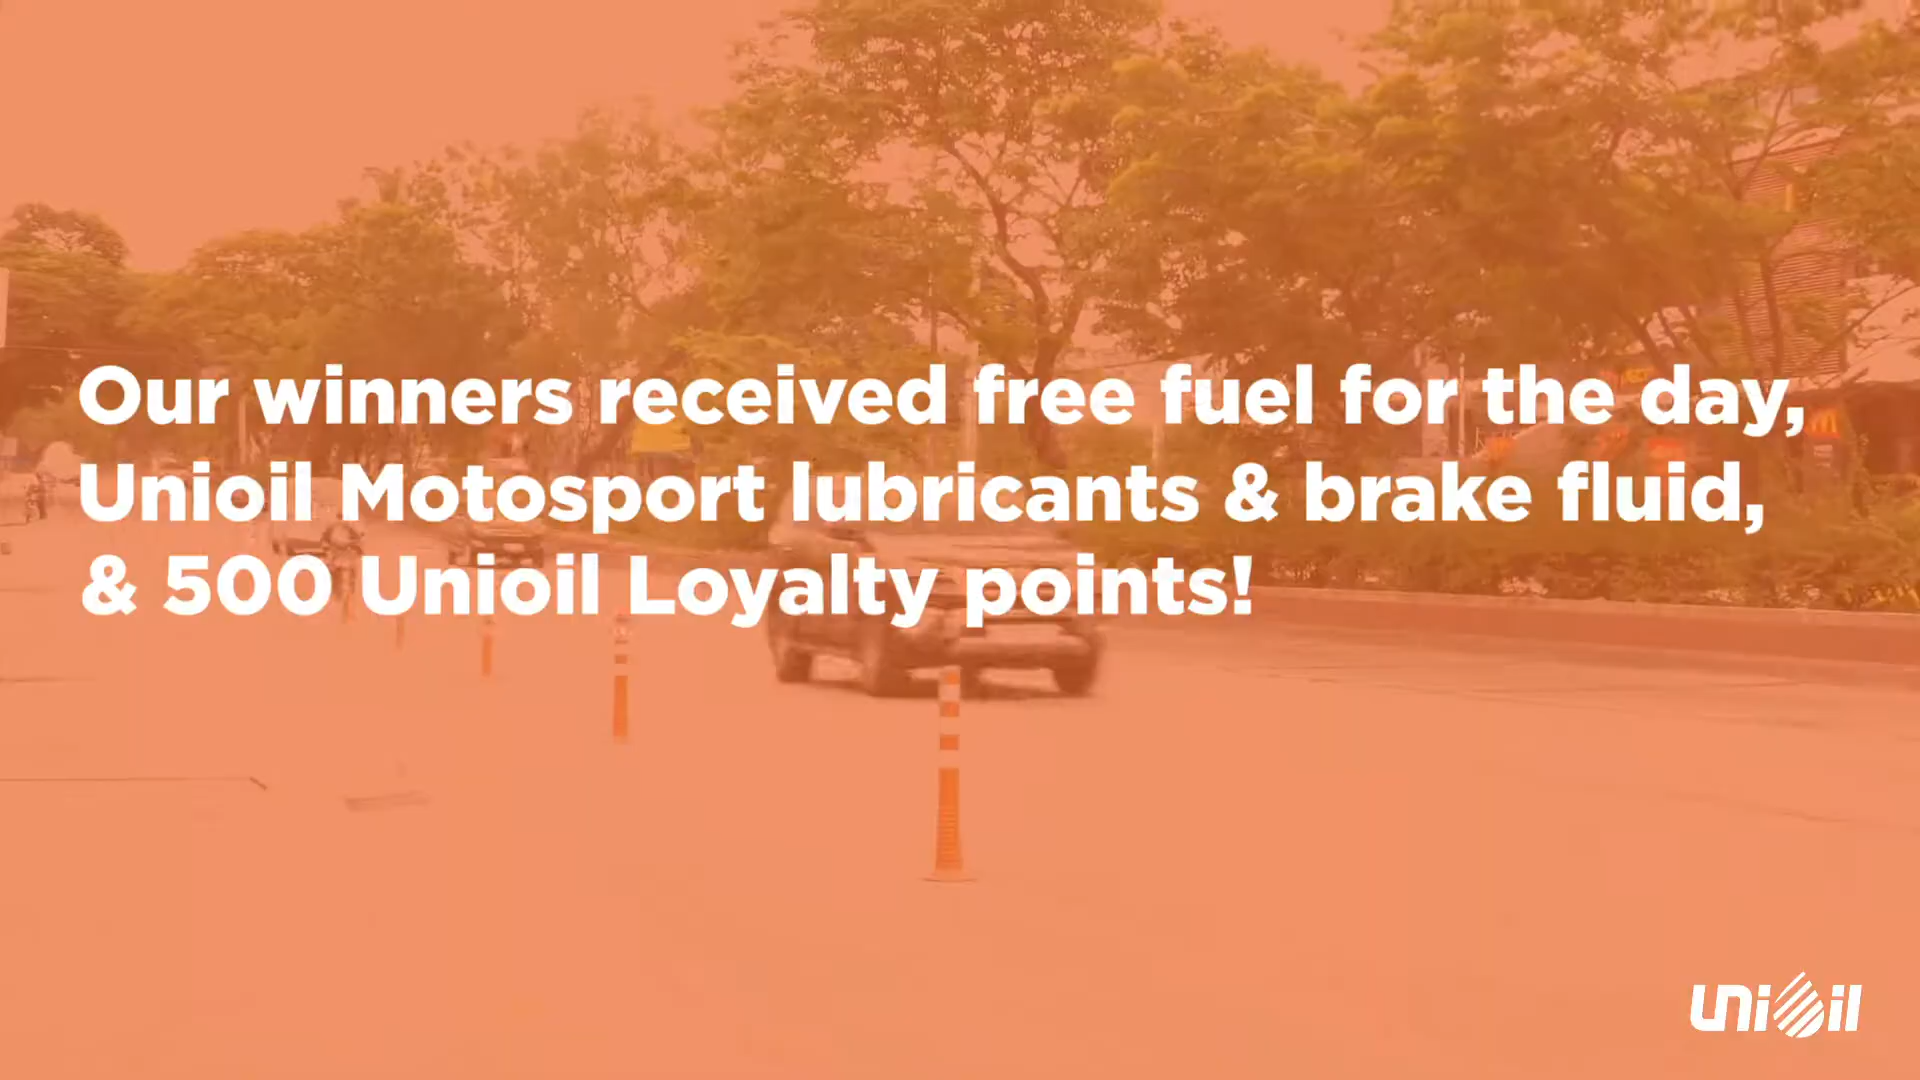 Our winners received free fuel for the day,
Unioil Motosport lubricants & brake fluid,
& 500 Unioil Loyalty points!
unioil